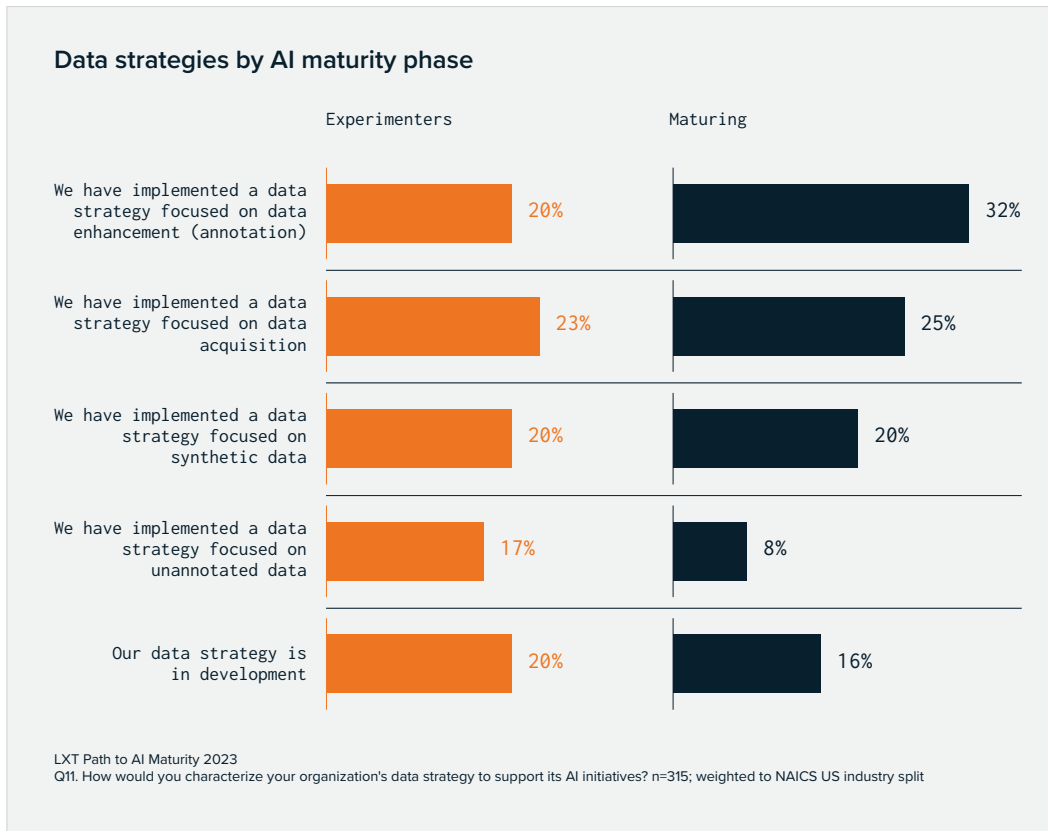 Data strategies by AI maturity phase
Experimenters
Maturing
We have implemented a data
strategy focused on data
enhancement (annotation)
20%
32%
We have implemented a data
strategy focused on data
acquisition
23%
25%
We have implemented a data
strategy focused on
synthetic data
20%
20%
We have implemented a data
strategy focused on
unannotated data
17%
8%
Our data strategy is
in development
20%
16%
LXT Path to AI Maturity 2023
Q11. How would you characterize your organization's data strategy to support its AI initiatives? n=315; weighted to NAICS US industry split